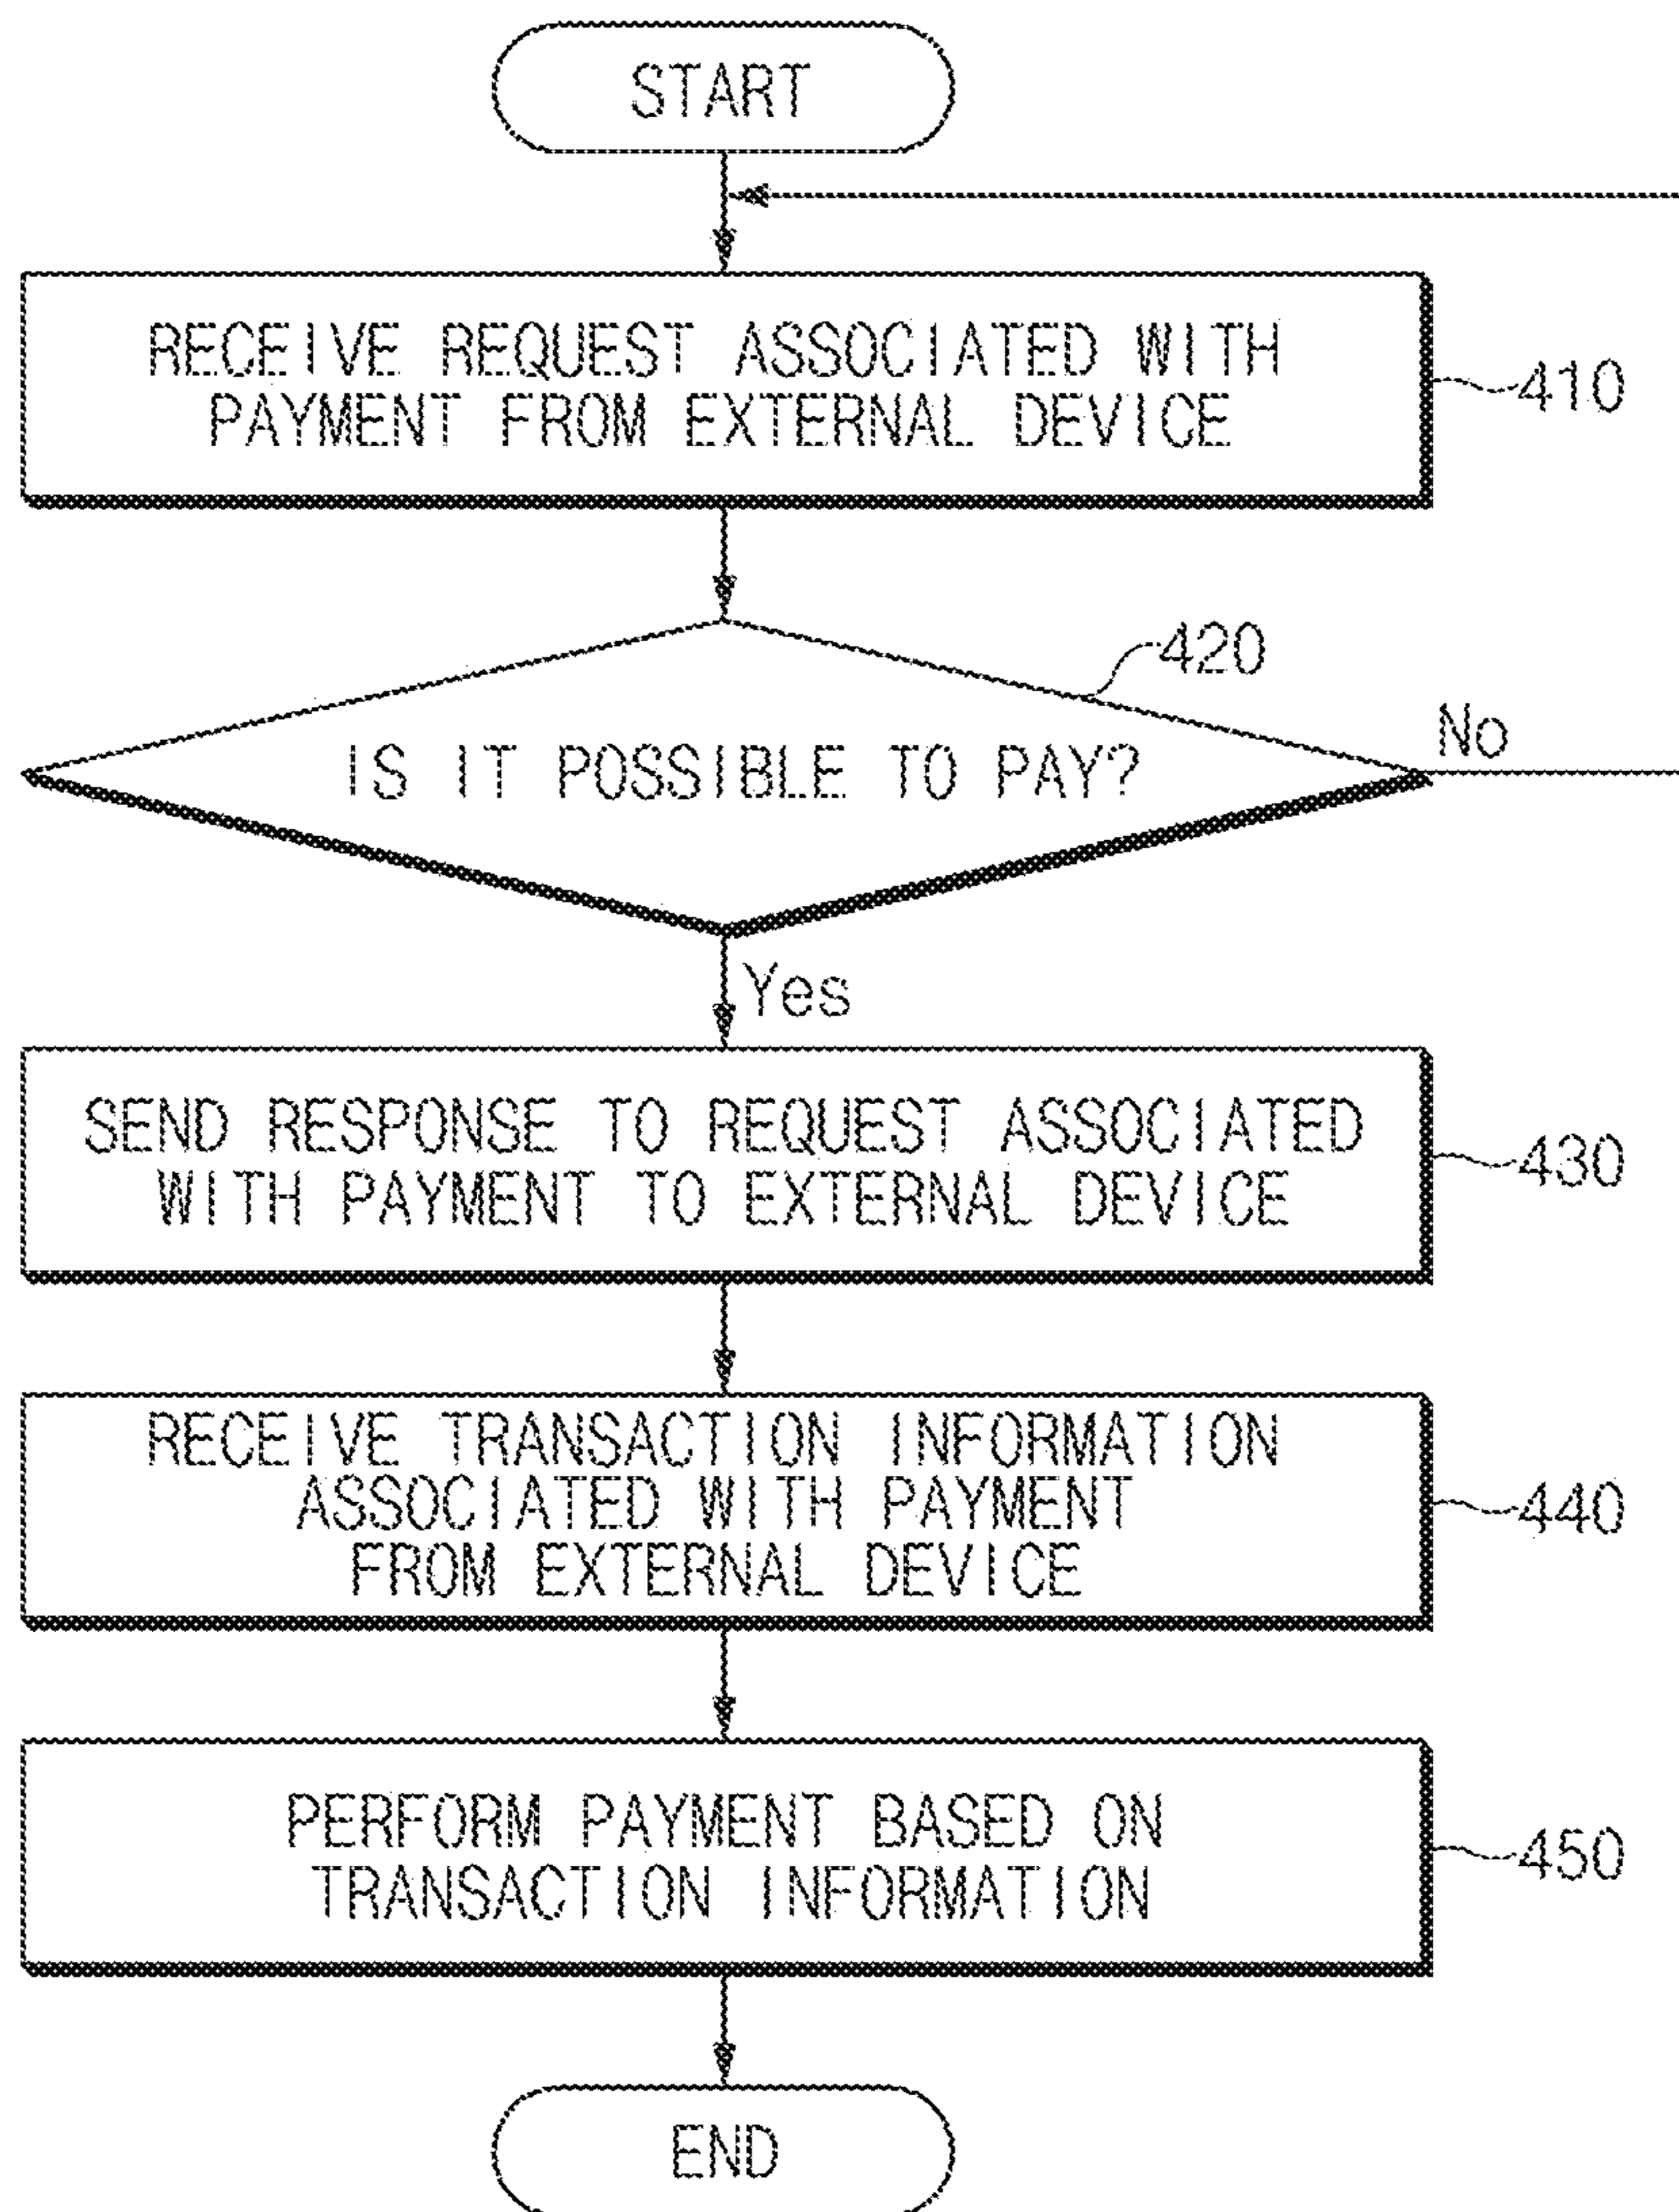 START
RECEIVE REQUEST ASSOCIATED WITH
PAYMENT FROM EXTERNAL DEVICE
410
420
IS IT POSSIBLE TO PAY?
No
Yes
SEND RESPONSE TO REQUEST ASSOCIATED
WITH PAYMENT TO EXTERNAL DEVICE
430
RECEIVE TRANSACTION INFORMATION
ASSOCIATED WITH PAYMENT
FROM EXTERNAL DEVICE
440
PERFORM PAYMENT BASED ON
TRANSACTION INFORMATION
450
END